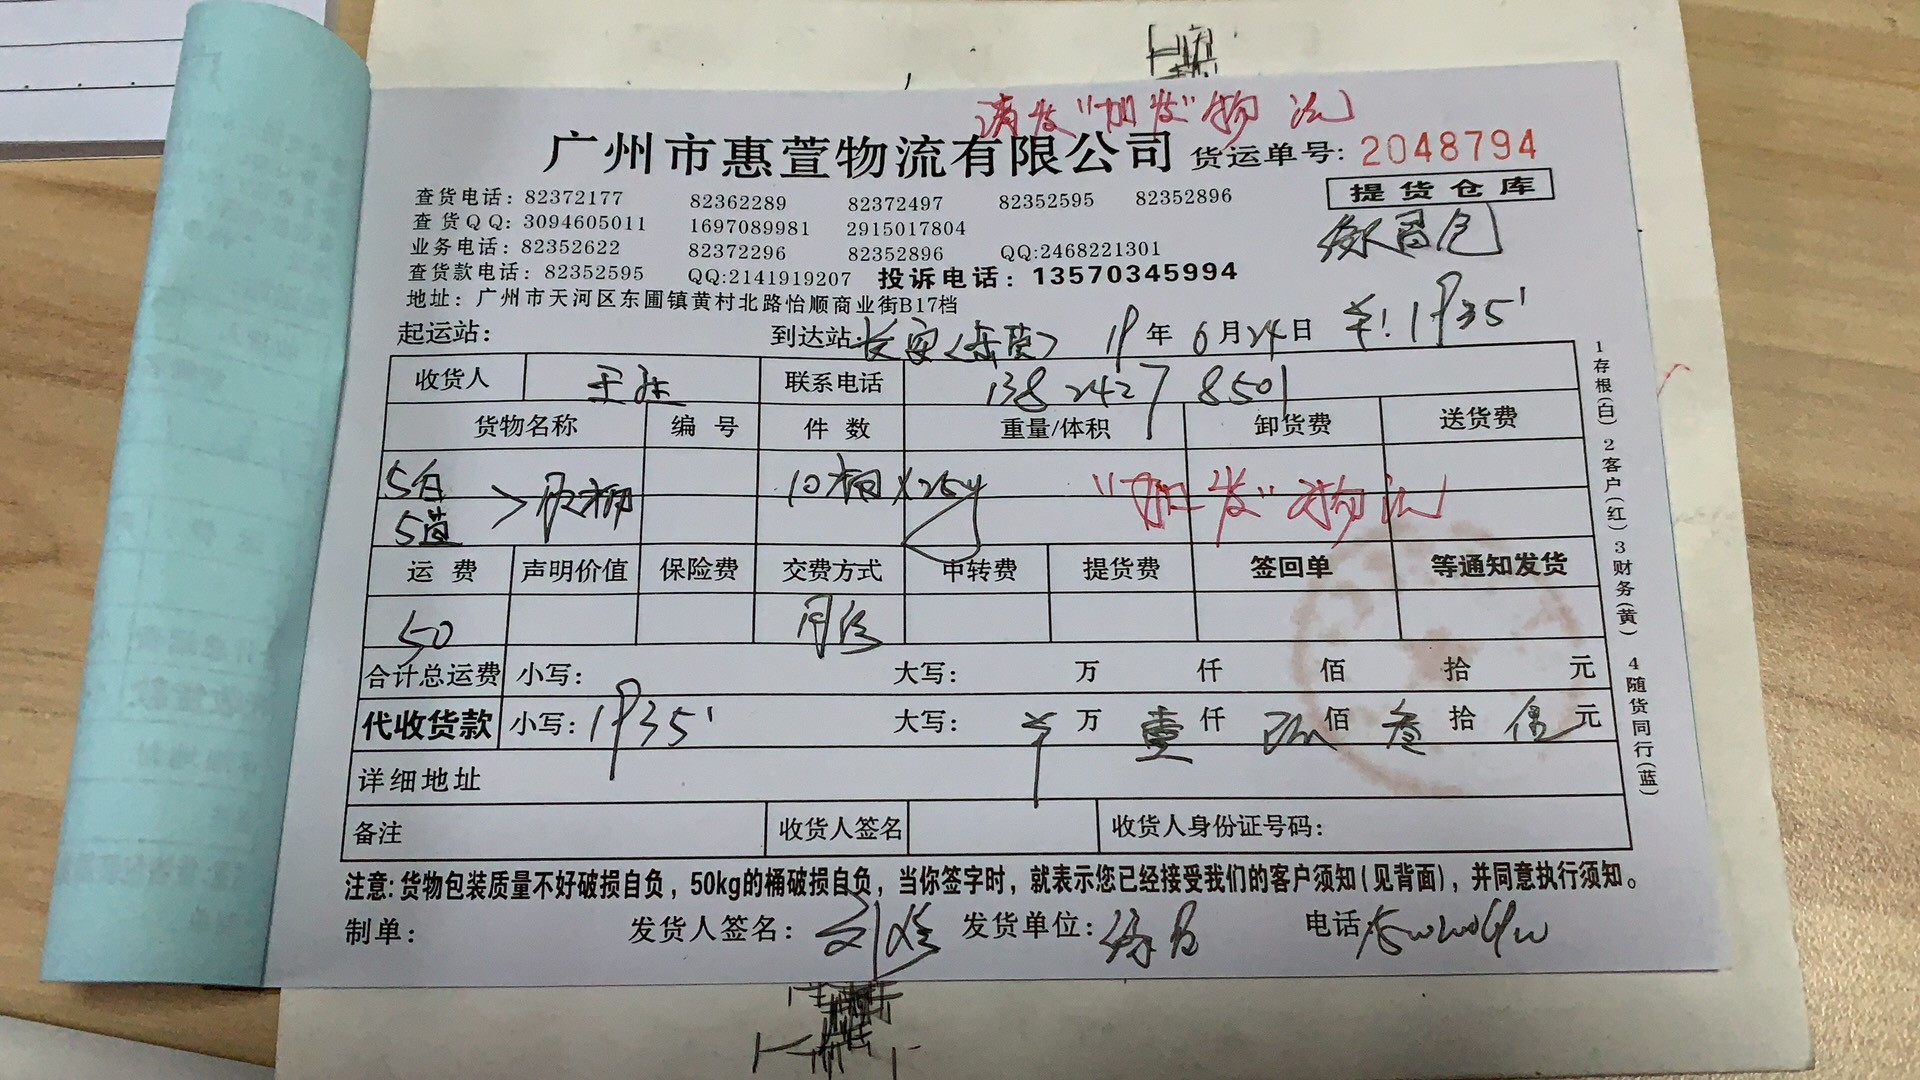 请发“加发”物流
广州市惠萱物流有限公司 货运单号: 2048794
提货仓库
查货电话: 82372177 82362289 82372497 82352595 82352896
查货QQ: 3094605011 1697089981 2915017804
业务电话: 82352622 82372296 82352896 QQ:2468221301
查货款电话: 82352595 QQ:2141919207 投诉电话: 13570345994
地址: 广州市天河区东圃镇黄村北路怡顺商业街B17档
起运站: 到达站 长安(东莞) 19年6月24日 ¥:1935
收货人 联系电话 138 2427 8501
货物名称 编号 件数 重量/体积 卸货费 送货费
5白 10桶×25 “加发”物流
5蓝
运费 声明价值 保险费 交费方式 中转费 提货费 签回单 等通知发货
50
合计总运费 小写: 大写: 万 仟 佰 拾 元
代收货款 小写: 1935 大写: ¥ 万 壹 仟 玖 佰 叁 拾 伍 元
详细地址
备注 收货人签名 收货人身份证号码:
注意: 货物包装质量不好破损自负, 50kg的桶破损自负, 当你签字时, 就表示您已经接受我们的客户须知(见背面), 并同意执行须知。
制单: 发货人签名: 发货单位: 电话
1存根(白) 2客户(红) 3财务(黄) 4随货同行(蓝)